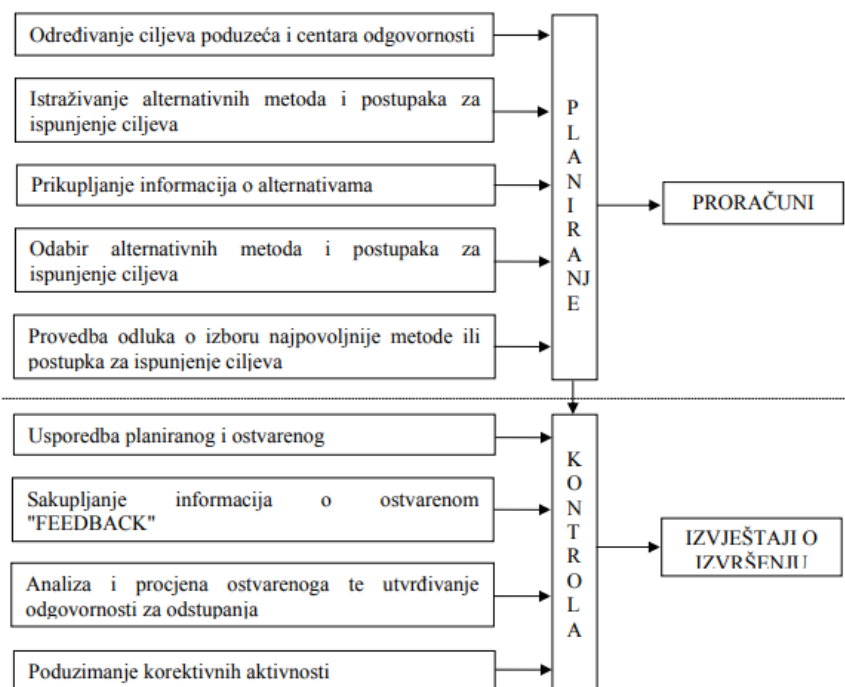 Određivanje ciljeva poduzeća i centara odgovornosti
Istraživanje alternativnih metoda i postupaka za
ispunjenje ciljeva
Prikupljanje informacija o alternativama
Odabir alternativnih metoda i postupaka za
ispunjenje ciljeva
Provedba odluka o izboru najpovoljnije metode ili
postupka za ispunjenje ciljeva
P
L
A
N
I
R
A
NJ
E
PRORAČUNI
Usporedba planiranog i ostvarenog
Sakupljanje informacija o ostvarenom
"FEEDBACK"
Analiza i procjena ostvarenoga te utvrđivanje
odgovornosti za odstupanja
Poduzimanje korektivnih aktivnosti
K
O
N
T
R
O
L
A
IZVJEŠTAJI O
IZVRŠENJU